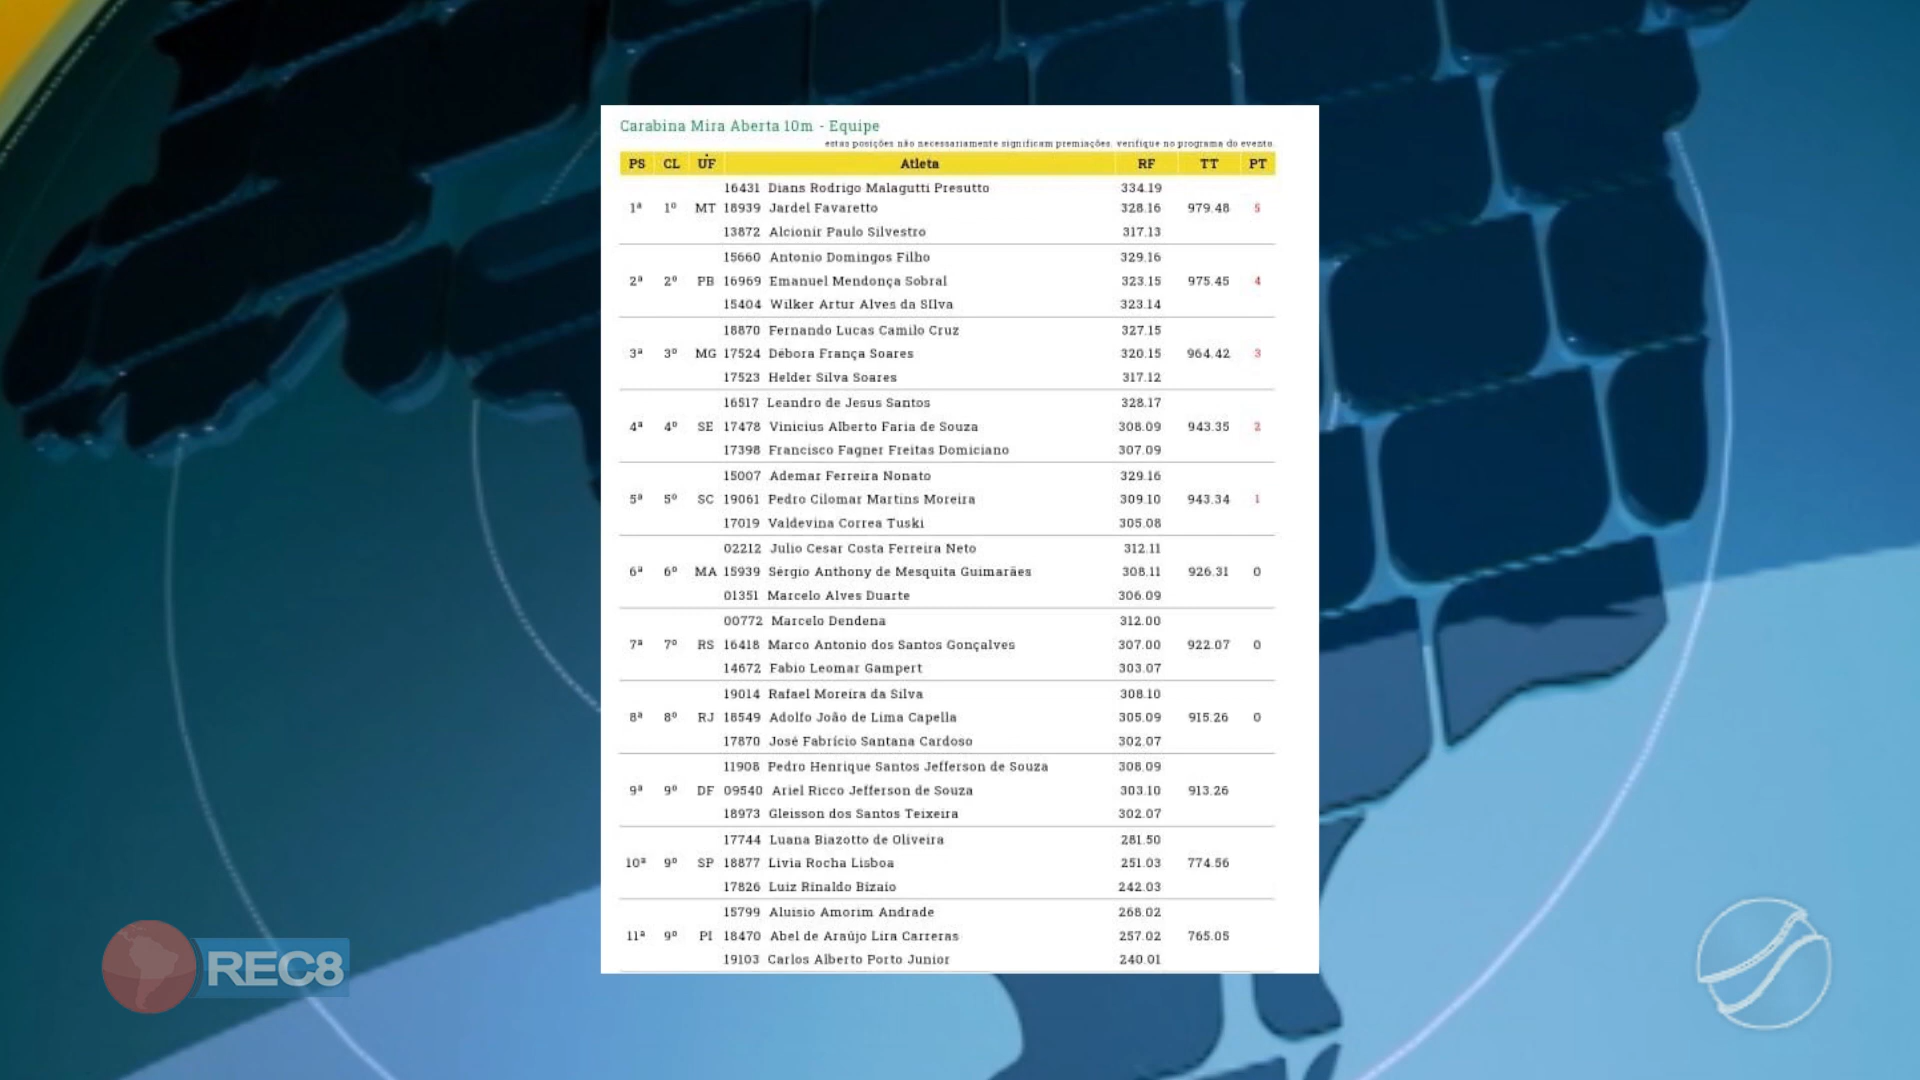 Carabina Mira Aberta 10m - Equipe
estas posições não necessariamente significam premiações, verifique no programa do evento.
PS CL UF Atleta RF TT PT
16431 Dians Rodrigo Malagutti Presutto 334.19
1ª 1º MT 18939 Jardel Favaretto 328.16 979.48 5
13872 Alcionir Paulo Silvestro 317.13
15660 Antonio Domingos Filho 329.16
2ª 2º PB 16969 Emanuel Mendonça Sobral 323.15 975.45 4
15404 Wilker Artur Alves da SIlva 323.14
18870 Fernando Lucas Camilo Cruz 327.15
3ª 3º MG 17524 Débora França Soares 320.15 964.42 3
17523 Helder Silva Soares 317.12
16517 Leandro de Jesus Santos 328.17
4ª 4º SE 17478 Vinicius Alberto Faria de Souza 308.09 943.35 2
17398 Francisco Fagner Freitas Domiciano 307.09
15007 Ademar Ferreira Nonato 329.16
5ª 5º SC 19061 Pedro Cilomar Martins Moreira 309.10 943.34 1
17019 Valdevina Correa Tuski 305.08
02212 Julio Cesar Costa Ferreira Neto 312.11
6ª 6º MA 15939 Sérgio Anthony de Mesquita Guimarães 308.11 926.31 0
01351 Marcelo Alves Duarte 306.09
00772 Marcelo Dendena 312.00
7ª 7º RS 16418 Marco Antonio dos Santos Gonçalves 307.00 922.07 0
14672 Fabio Leomar Gampert 303.07
19014 Rafael Moreira da Silva 308.10
8ª 8º RJ 18549 Adolfo João de Lima Capella 305.09 915.26 0
17870 José Fabrício Santana Cardoso 302.07
11908 Pedro Henrique Santos Jefferson de Souza 308.09
9ª 9º DF 09540 Ariel Ricco Jefferson de Souza 303.10 913.26
18973 Gleisson dos Santos Teixeira 302.07
17744 Luana Biazotto de Oliveira 281.50
10ª 9º SP 18877 Livia Rocha Lisboa 251.03 774.56
17826 Luiz Rinaldo Bizaio 242.03
15799 Aluisio Amorim Andrade 268.02
11ª 9º PI 18470 Abel de Araújo Lira Carreras 257.02 765.05
19103 Carlos Alberto Porto Junior 240.01
REC8